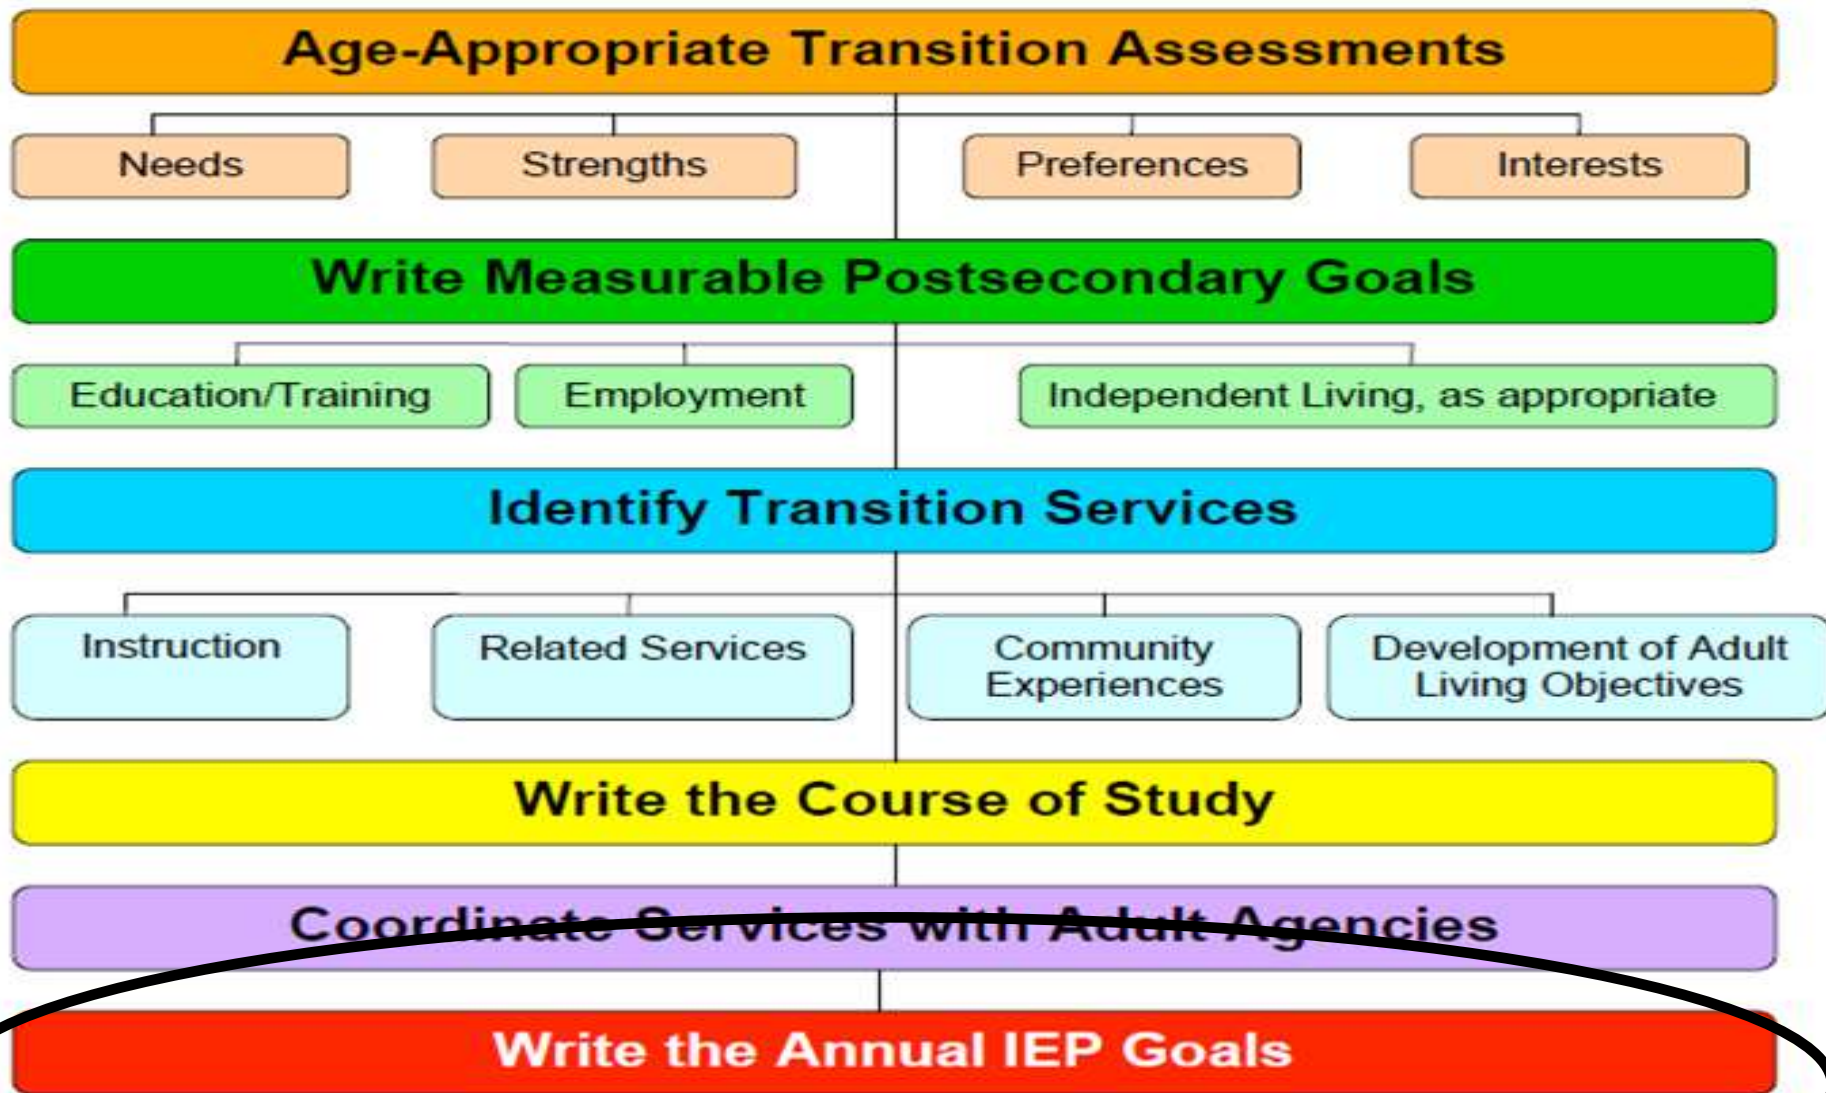 Age-Appropriate Transition Assessments
Needs
Strengths
Preferences
Interests
Write Measurable Postsecondary Goals
Education/Training
Employment
Independent Living, as appropriate
Identify Transition Services
Instruction
Related Services
Community
Experiences
Development of Adult
Living Objectives
Write the Course of Study
Coordinate Services with Adult Agencies
Write the Annual IEP Goals